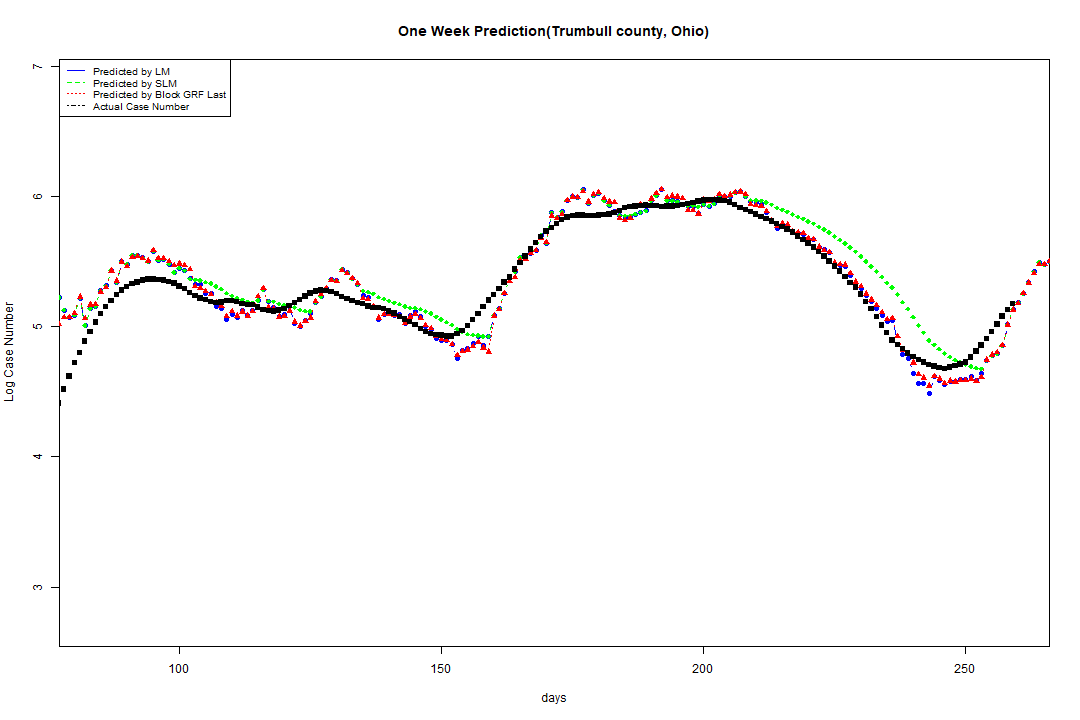 One Week Prediction(Trumbull county, Ohio)
Predicted by LM
Predicted by SLM
Predicted by Block GRF Last
Actual Case Number
7
6
5
4
3
Log Case Number
100
150
200
250
days